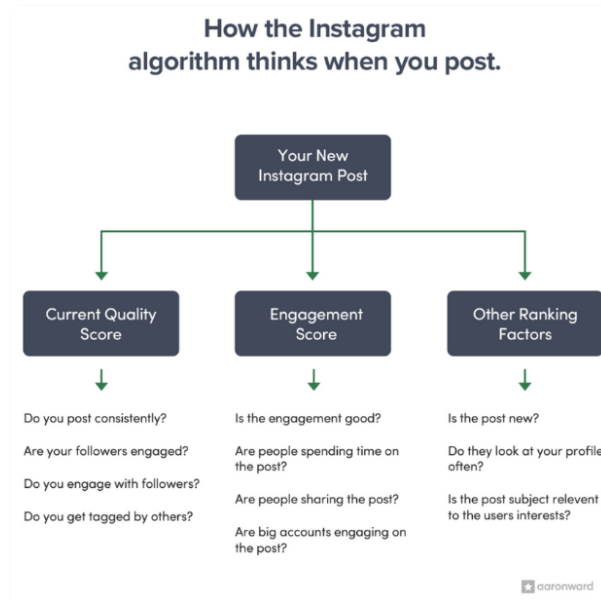 How the Instagram
algorithm thinks when you post.
Your New
Instagram Post
Current Quality
Score
Do you post consistently?
Are your followers engaged?
Do you engage with followers?
Do you get tagged by others?
Engagement
Score
Is the engagement good?
Are people spending time on
the post?
Are people sharing the post?
Are big accounts engaging on
the post?
Other Ranking
Factors
Is the post new?
Do they look at your profile
often?
Is the post subject relevent
to the users interests?
aaronward